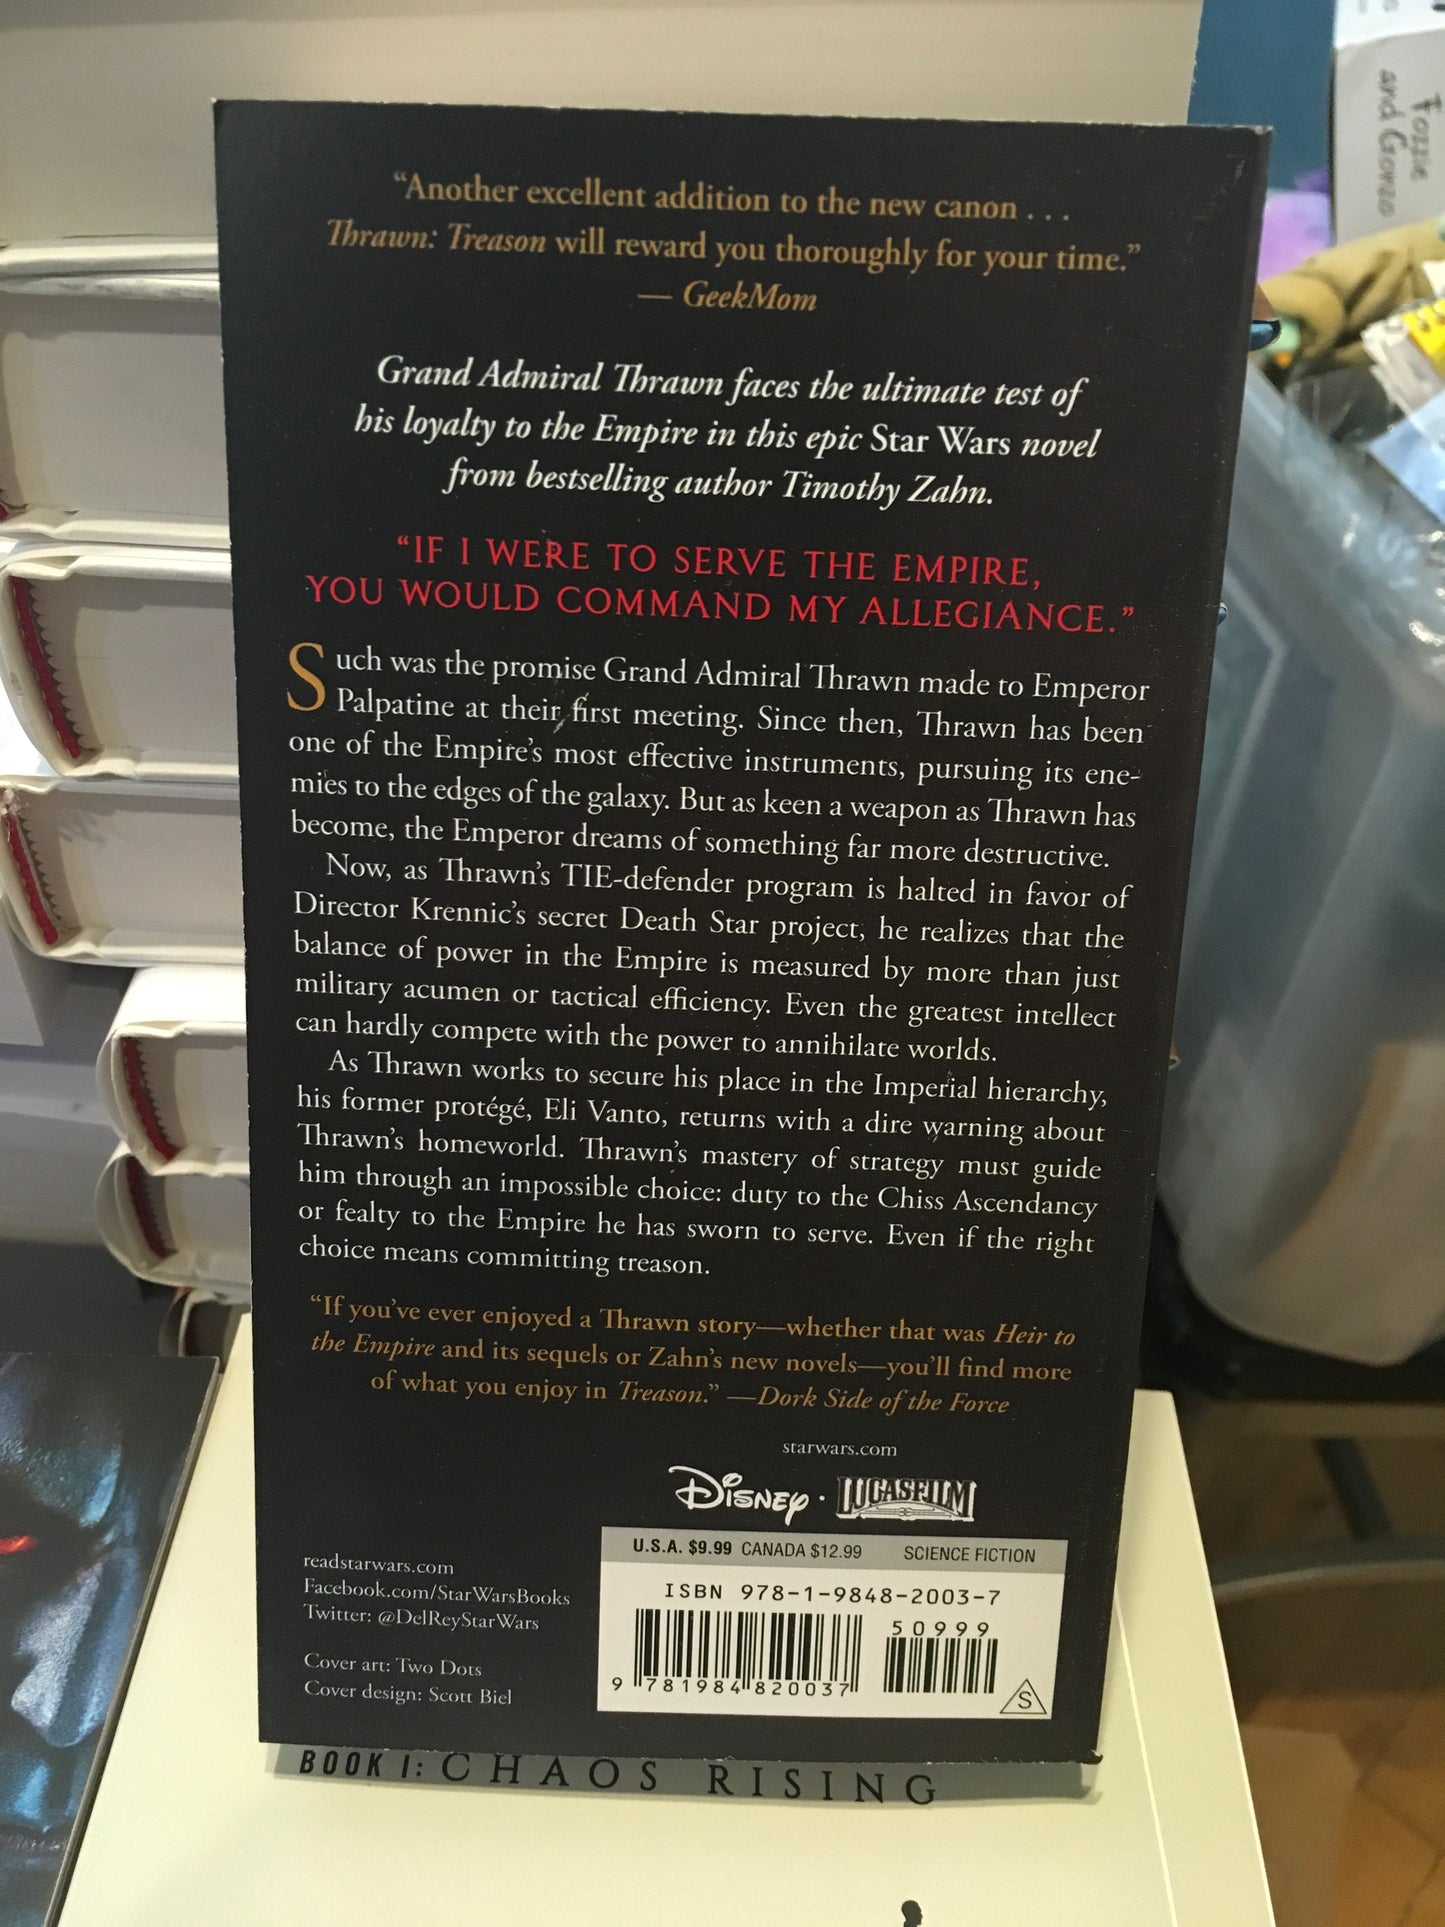 Fozzie
and Gonzo
“Another excellent addition to the new canon . . .
Thrawn: Treason will reward you thoroughly for your time.”
— GeekMom
Grand Admiral Thrawn faces the ultimate test of
his loyalty to the Empire in this epic Star Wars novel
from bestselling author Timothy Zahn.
“IF I WERE TO SERVE THE EMPIRE,
YOU WOULD COMMAND MY ALLEGIANCE.”
Such was the promise Grand Admiral Thrawn made to Emperor
Palpatine at their first meeting. Since then, Thrawn has been
one of the Empire’s most effective instruments, pursuing its ene-
mies to the edges of the galaxy. But as keen a weapon as Thrawn has
become, the Emperor dreams of something far more destructive.
Now, as Thrawn’s TIE-defender program is halted in favor of
Director Krennic’s secret Death Star project, he realizes that the
balance of power in the Empire is measured by more than just
military acumen or tactical efficiency. Even the greatest intellect
can hardly compete with the power to annihilate worlds.
As Thrawn works to secure his place in the Imperial hierarchy,
his former protégé, Eli Vanto, returns with a dire warning about
Thrawn’s homeworld. Thrawn’s mastery of strategy must guide
him through an impossible choice: duty to the Chiss Ascendancy
or fealty to the Empire he has sworn to serve. Even if the right
choice means committing treason.
“If you’ve ever enjoyed a Thrawn story—whether that was Heir to
the Empire and its sequels or Zahn’s new novels—you’ll find more
of what you enjoy in Treason.” —Dork Side of the Force
starwars.com
Disney · LUCASFILM
readstarwars.com
Facebook.com/StarWarsBooks
Twitter: @DelReyStarWars
Cover art: Two Dots
Cover design: Scott Biel
U.S.A. $9.99 CANADA $12.99 SCIENCE FICTION
ISBN 978-1-9848-2003-7
50999
9 781984 820037
S
BOOK I: CHAOS RISING